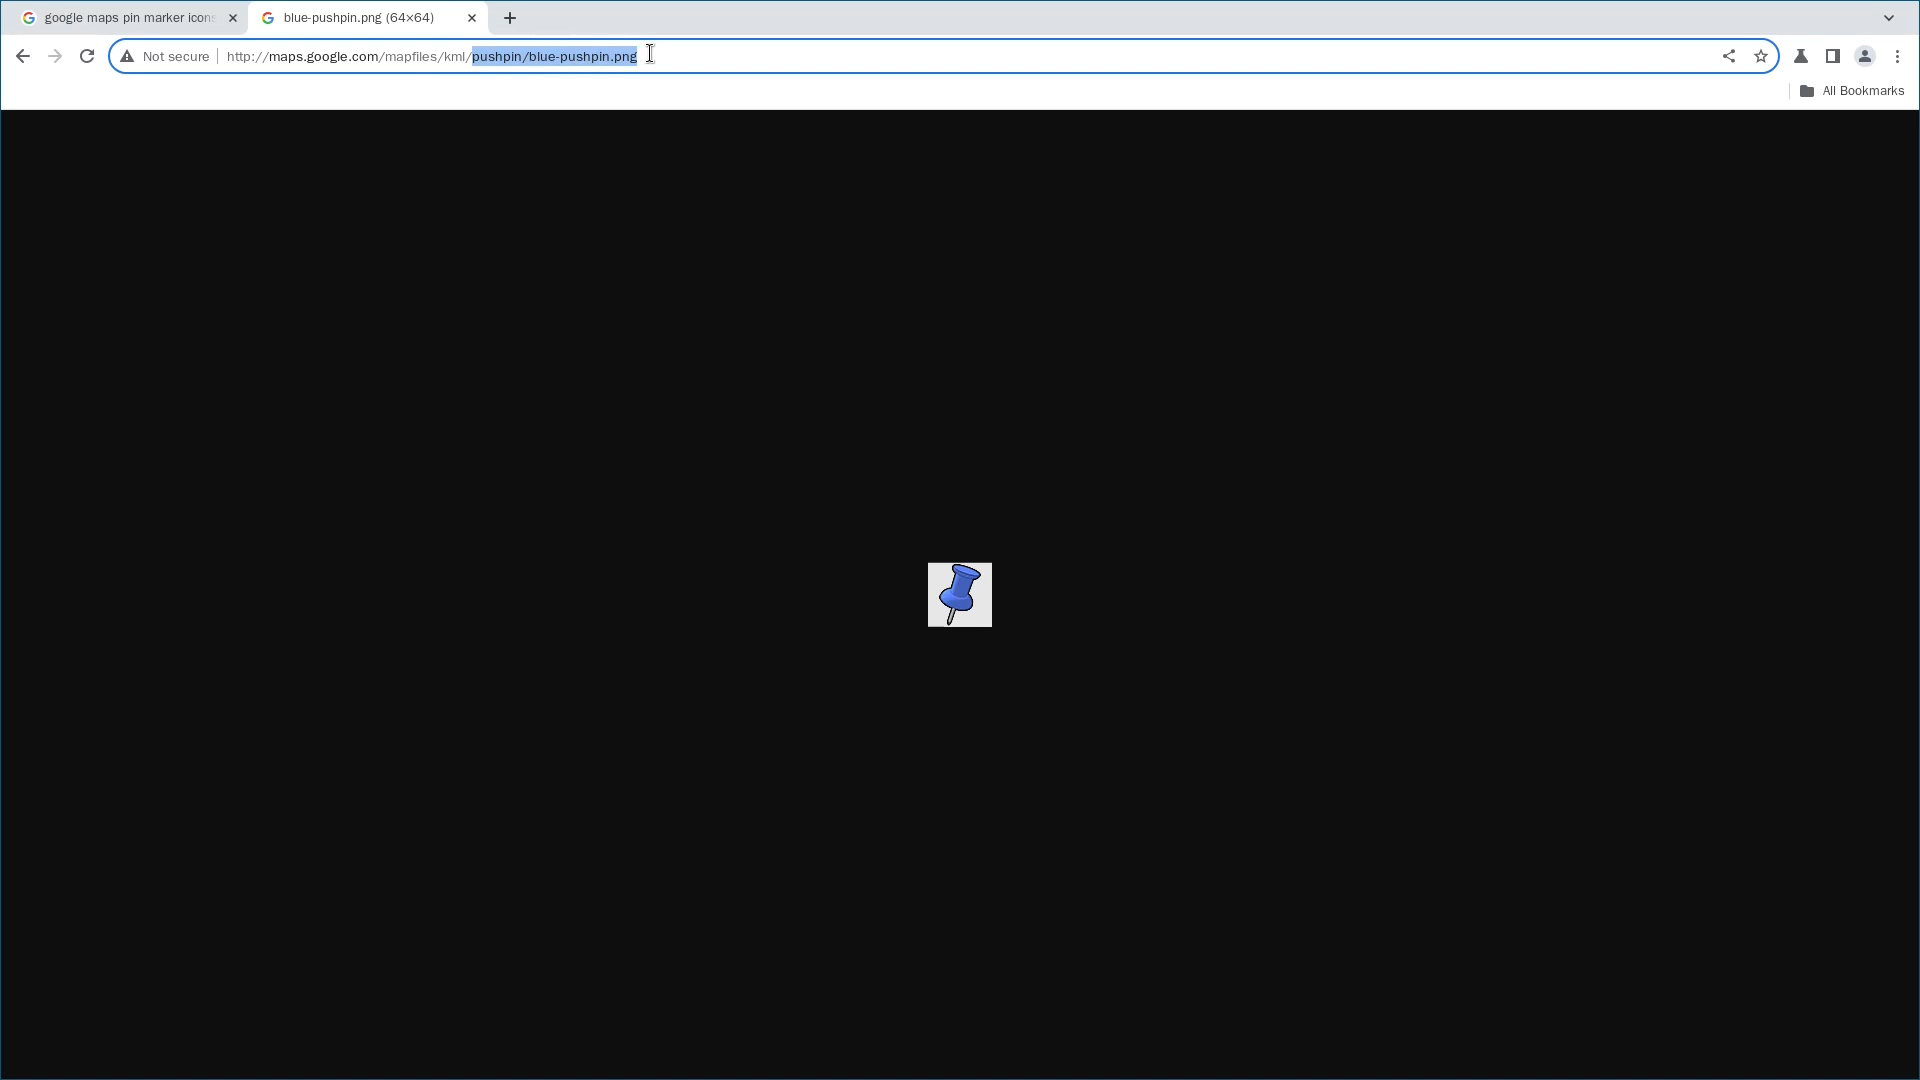 google maps pin marker icon
blue-pushpin.png (64×64)
Not secure
http://maps.google.com/mapfiles/kml/pushpin/blue-pushpin.png
All Bookmarks